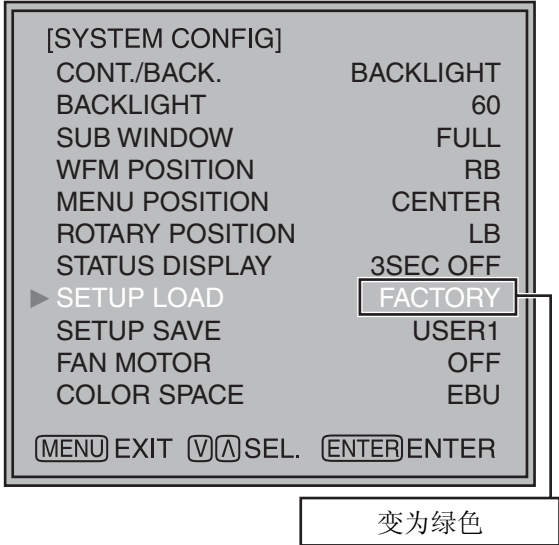 [SYSTEM CONFIG]
CONT./BACK. BACKLIGHT
BACKLIGHT 60
SUB WINDOW FULL
WFM POSITION RB
MENU POSITION CENTER
ROTARY POSITION LB
STATUS DISPLAY 3SEC OFF
▶ SETUP LOAD FACTORY
SETUP SAVE USER1
FAN MOTOR OFF
COLOR SPACE EBU
MENU EXIT V Λ SEL. ENTER ENTER
变为绿色